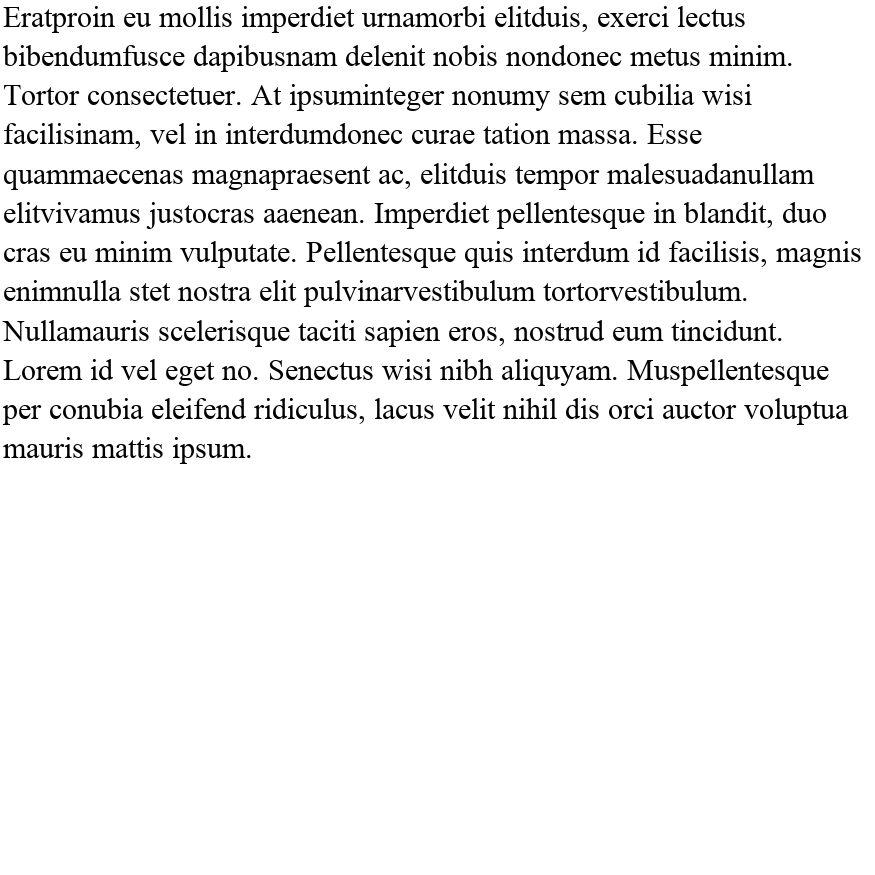 Eratproin eu mollis imperdiet urnamorbi elitduis, exerci lectus
bibendumfusce dapibusnam delenit nobis nondonec metus minim.
Tortor consectetuer. At ipsuminteger nonumy sem cubilia wisi
facilisinam, vel in interdumdonec curae tation massa. Esse
quammaecenas magnapraesent ac, elitduis tempor malesuadanullam
elitvivamus justocras aaenean. Imperdiet pellentesque in blandit, duo
cras eu minim vulputate. Pellentesque quis interdum id facilisis, magnis
enimnulla stet nostra elit pulvinarvestibulum tortorvestibulum.
Nullamauris scelerisque taciti sapien eros, nostrud eum tincidunt.
Lorem id vel eget no. Senectus wisi nibh aliquyam. Muspellentesque
per conubia eleifend ridiculus, lacus velit nihil dis orci auctor voluptua
mauris mattis ipsum.